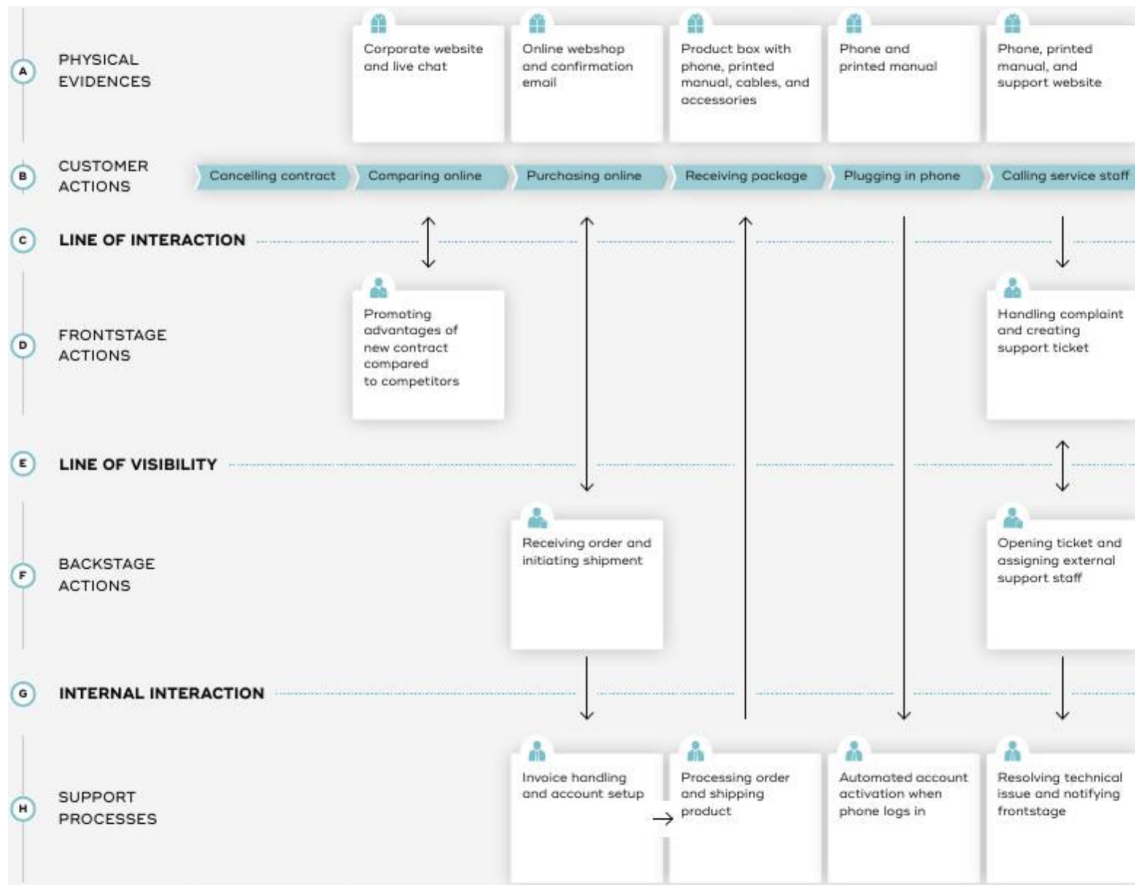 A
PHYSICAL
EVIDENCES
Corporate website
and live chat
Online webshop
and confirmation
email
Product box with
phone, printed
manual, cables, and
accessories
Phone and
printed manual
Phone, printed
manual, and
support website
B
CUSTOMER
ACTIONS
Cancelling contract
Comparing online
Purchasing online
Receiving package
Plugging in phone
Calling service staff
C
LINE OF INTERACTION
D
FRONTSTAGE
ACTIONS
Promoting
advantages of
new contract
compared
to competitors
Handling complaint
and creating
support ticket
E
LINE OF VISIBILITY
F
BACKSTAGE
ACTIONS
Receiving order and
initiating shipment
Opening ticket and
assigning external
support staff
G
INTERNAL INTERACTION
H
SUPPORT
PROCESSES
Invoice handling
and account setup
Processing order
and shipping
product
Automated account
activation when
phone logs in
Resolving technical
issue and notifying
frontstage